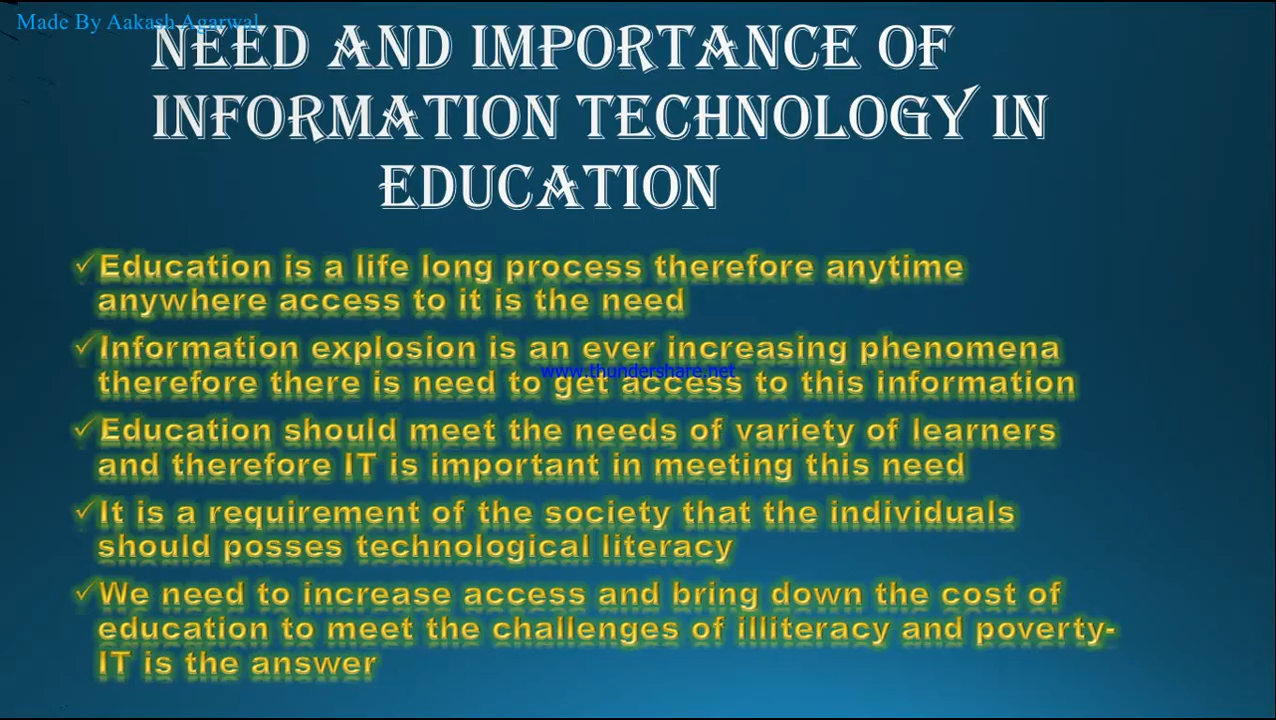 Made By Aakash Agarwal
NEED AND IMPORTANCE OF
INFORMATION TECHNOLOGY IN
EDUCATION
✓Education is a life long process therefore anytime
anywhere access to it is the need
✓Information explosion is an ever increasing phenomena
www.thundershare.net
therefore there is need to get access to this information
✓Education should meet the needs of variety of learners
and therefore IT is important in meeting this need
✓It is a requirement of the society that the individuals
should posses technological literacy
✓We need to increase access and bring down the cost of
education to meet the challenges of illiteracy and poverty-
IT is the answer